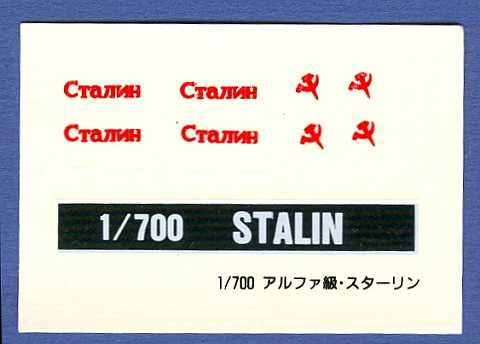 Сталин Сталин
Сталин Сталин
1/700 STALIN
1/700 アルファ級・スターリン